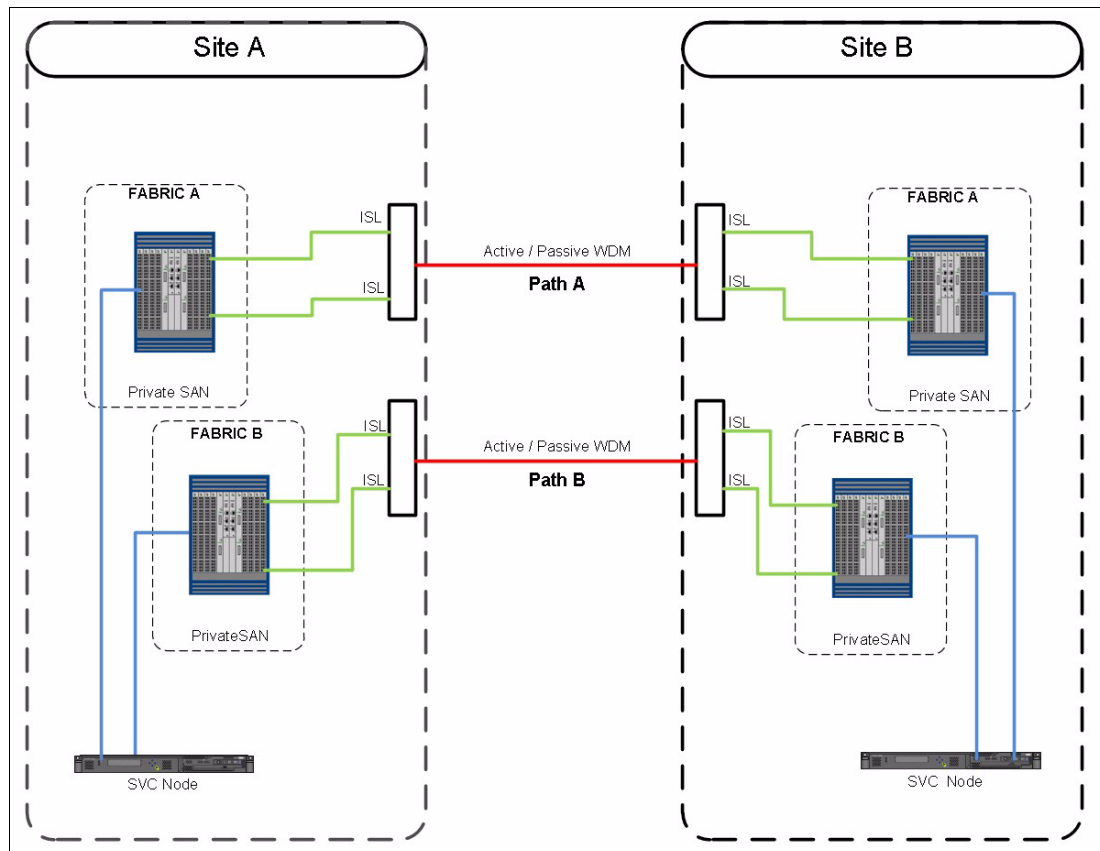 Site A
Site B
FABRIC A
FABRIC A
ISL
ISL
Active / Passive WDM
Path A
ISL
ISL
Private SAN
Private SAN
FABRIC B
FABRIC B
ISL
ISL
Active / Passive WDM
Path B
ISL
ISL
PrivateSAN
PrivateSAN
SVC Node
SVC Node